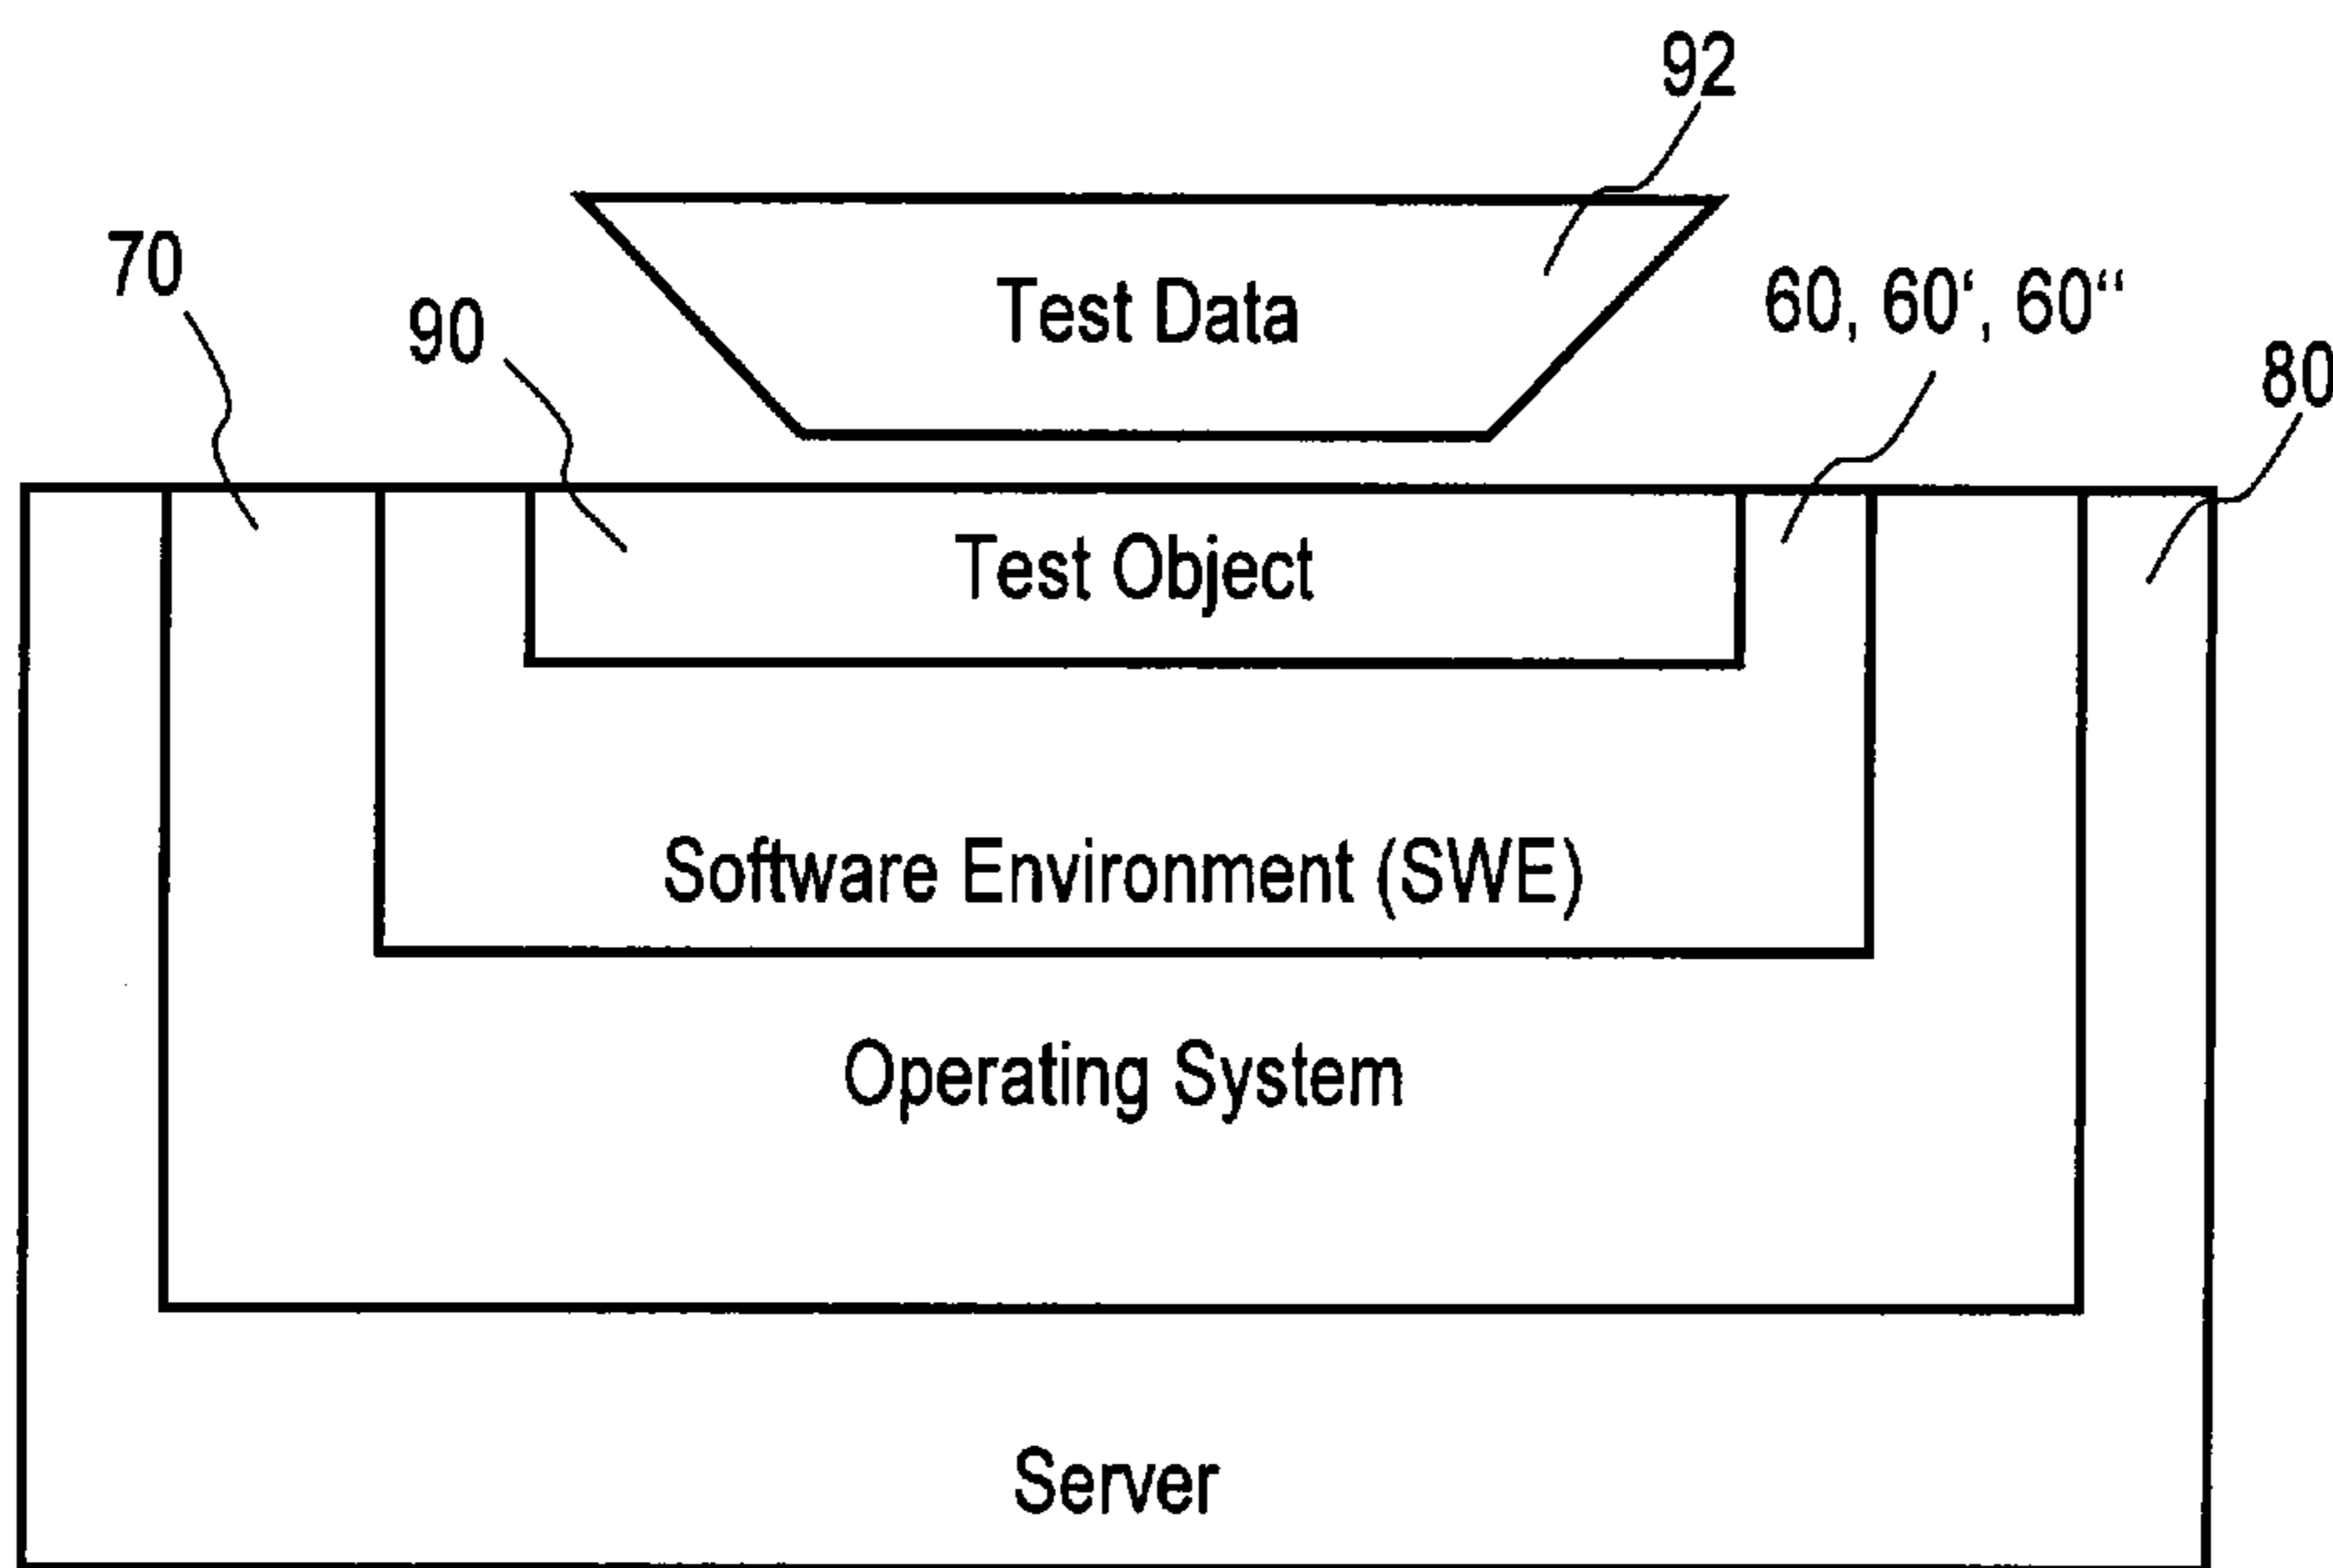 92
70
90
Test Data
60, 60‘, 60“
80
Test Object
Software Environment (SWE)
Operating System
Server